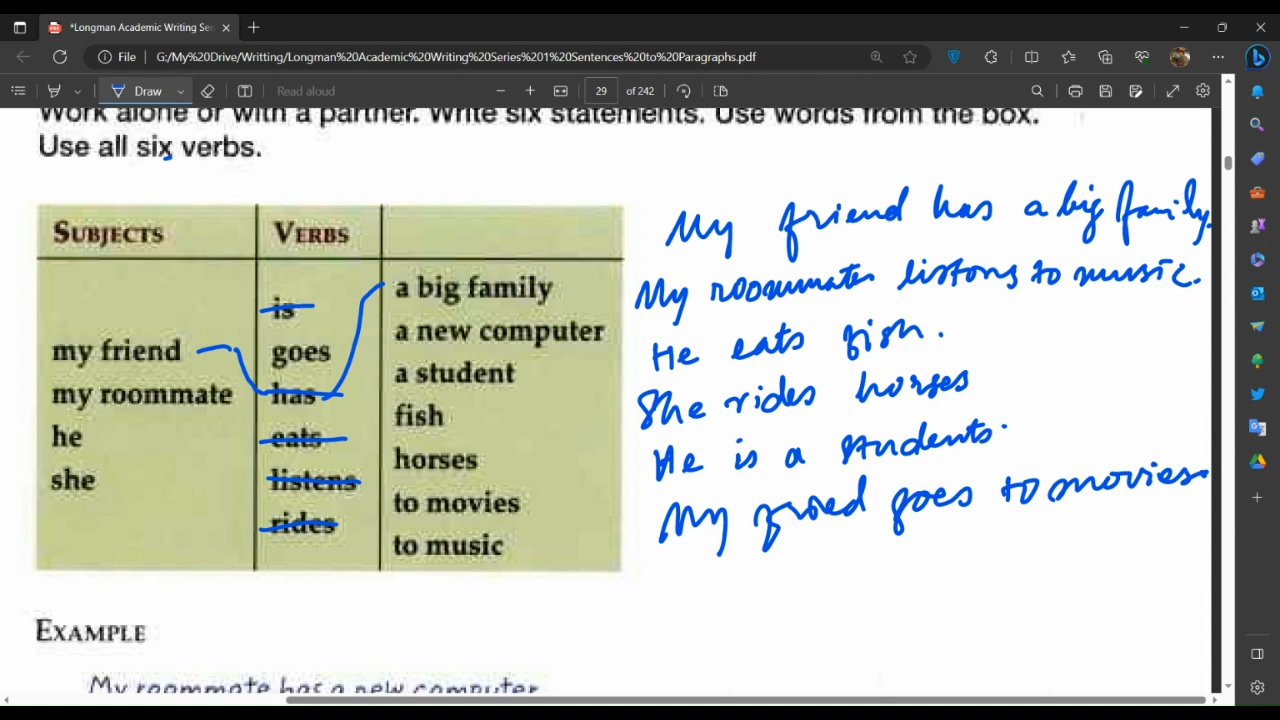 *Longman Academic Writing Ser
File G:/My%20Drive/Writting/Longman%20Academic%20Writing%20Series%201%20Sentences%20to%20Paragraphs.pdf
Draw Read aloud 29 of 242
Work alone or with a partner. Write six statements. Use words from the box.
Use all six verbs.
SUBJECTS VERBS
my friend
my roommate
he
she
is
goes
has
eats
listens
rides
a big family
a new computer
a student
fish
horses
to movies
to music
My friend has a big family.
My roommate listens to music.
He eats fish.
She rides horses
He is a students.
My fried goes to movies.
EXAMPLE
My roommate has a new computer.